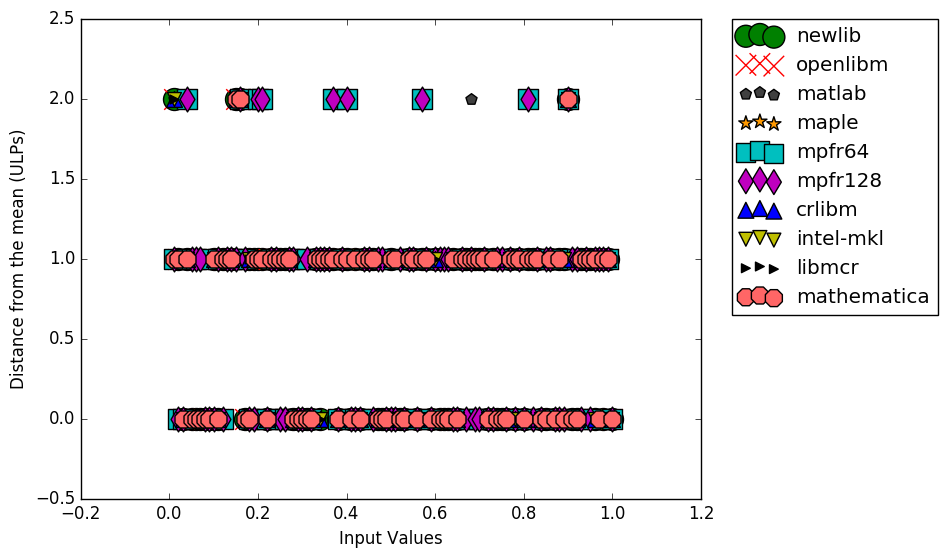 2.5
2.0
1.5
1.0
0.5
0.0
−0.5
Distance from the mean (ULPs)
−0.2
0.0
0.2
0.4
0.6
0.8
1.0
1.2
Input Values
newlib
openlibm
matlab
maple
mpfr64
mpfr128
crlibm
intel-mkl
libmcr
mathematica